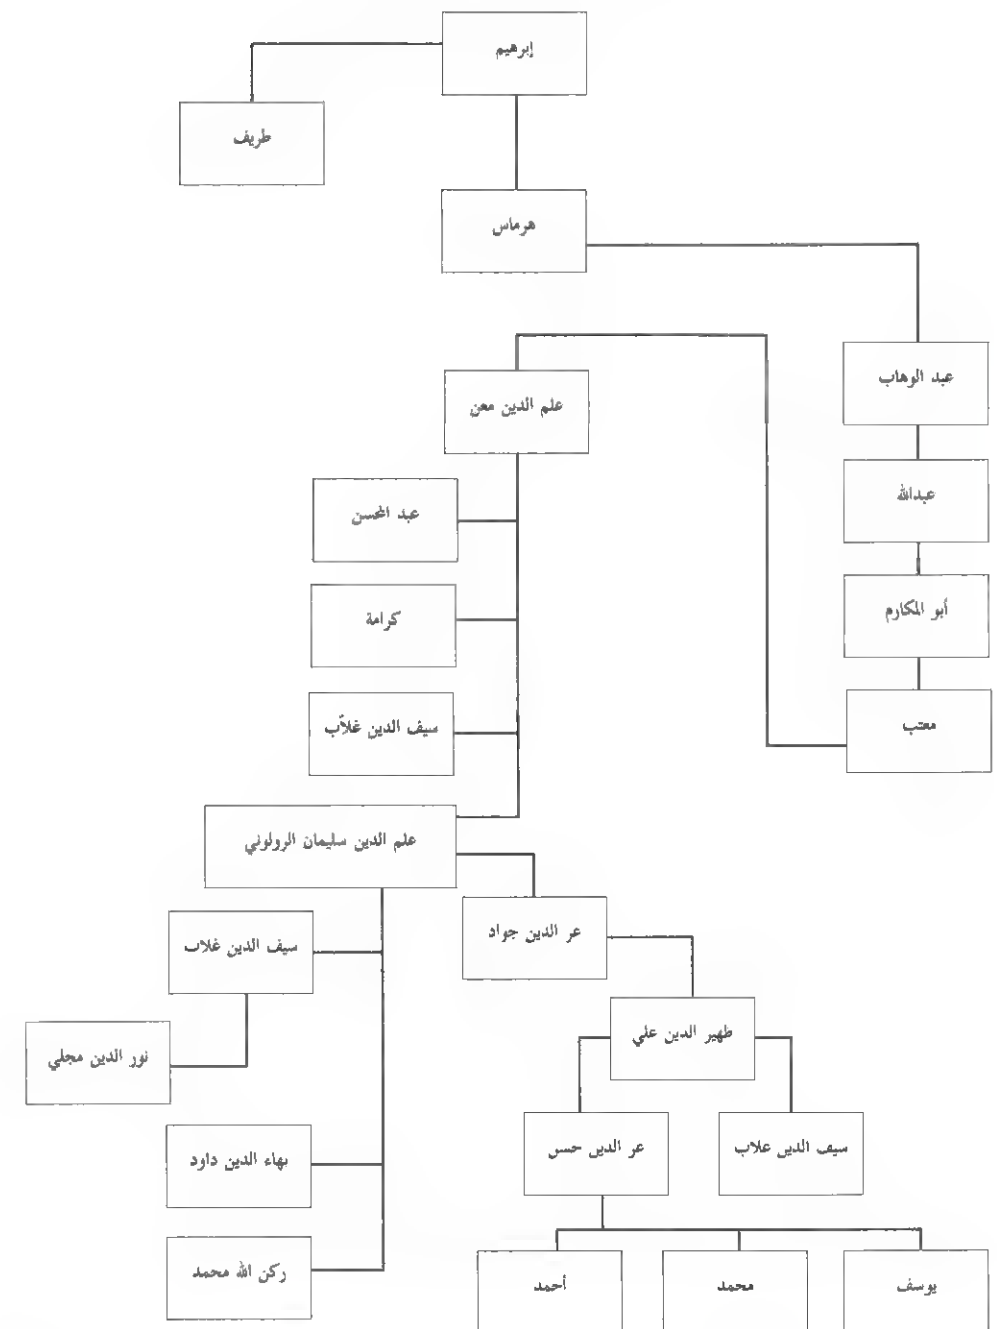 إبرهيم
طريف
هرماس
عبد الوهاب
علم الدين معن
عبدالله
عبد المحسن
أبو المكارم
كرامة
معتب
سيف الدين غلاّب
علم الدين سليمان الرولوني
عر الدين جواد
سيف الدين غلاب
طهير الدين علي
نور الدين مجلي
سيف الدين علاب
عر الدين حسن
بهاء الدين داود
ركن الله محمد
يوسف
محمد
أحمد